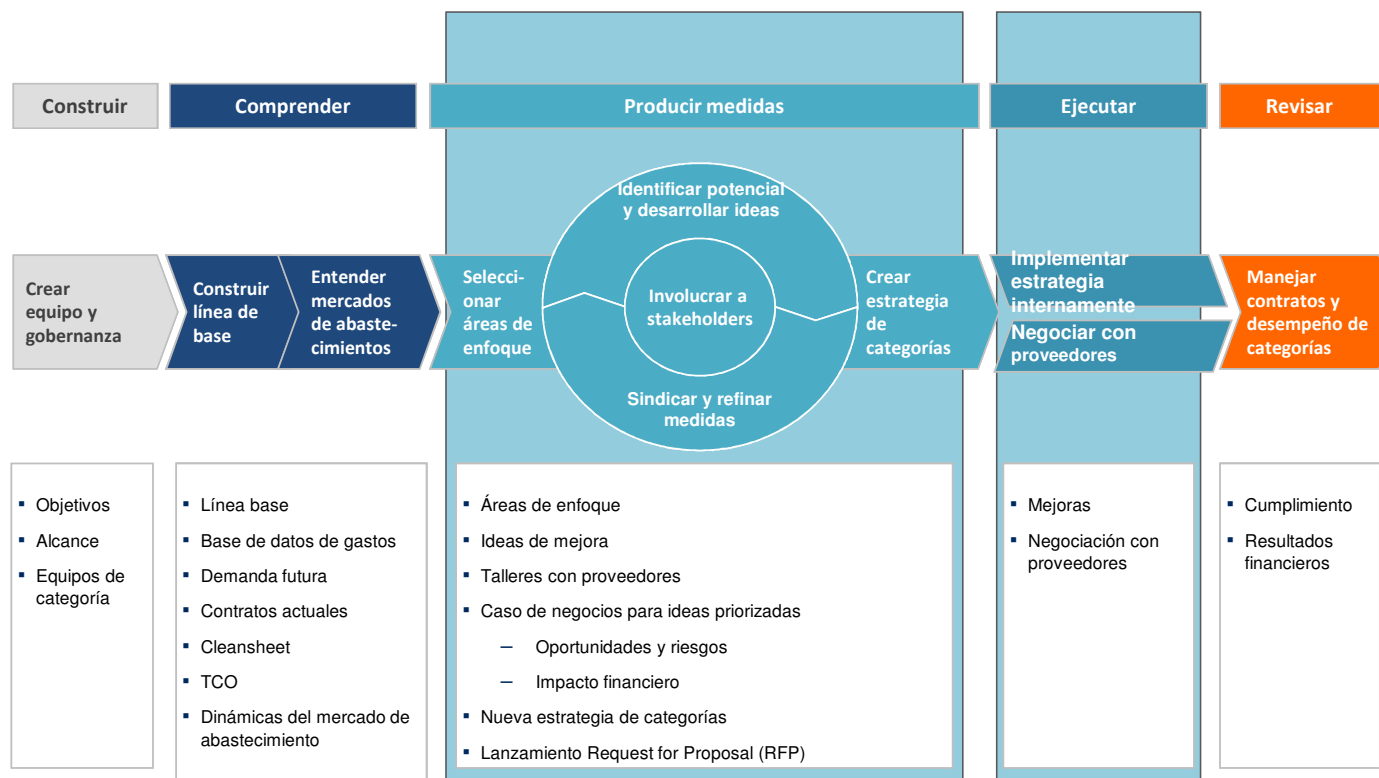 Construir
Comprender
Producir medidas
Ejecutar
Revisar
Crear
equipo y
gobernanza
Construir
línea de
base
Entender
mercados
de abaste-
cimientos
Selecci-
onar
áreas de
enfoque
Identificar potencial
y desarrollar ideas
Involucrar a
stakeholders
Sindicar y refinar
medidas
Crear
estrategia
de
categorías
Implementar
estrategia
internamente
Negociar con
proveedores
Manejar
contratos y
desempeño de
categorías
▪ Objetivos
▪ Alcance
▪ Equipos de
categoría
▪ Línea base
▪ Base de datos de gastos
▪ Demanda futura
▪ Contratos actuales
▪ Cleansheet
▪ TCO
▪ Dinámicas del mercado de
abastecimiento
▪ Áreas de enfoque
▪ Ideas de mejora
▪ Talleres con proveedores
▪ Caso de negocios para ideas priorizadas
– Oportunidades y riesgos
– Impacto financiero
▪ Nueva estrategia de categorías
▪ Lanzamiento Request for Proposal (RFP)
▪ Mejoras
▪ Negociación con
proveedores
▪ Cumplimiento
▪ Resultados
financieros